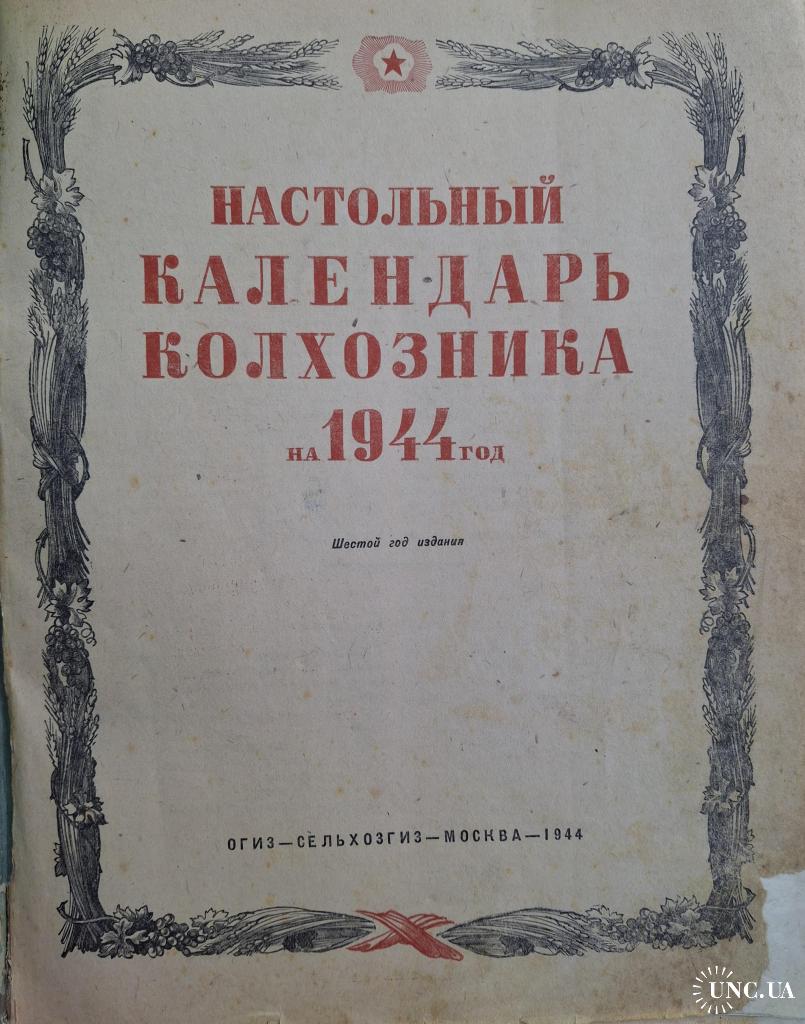 НАСТОЛЬНЫЙ
КАЛЕНДАРЬ
КОЛХОЗНИКА
НА 1944 ГОД
Шестой год издания
ОГИЗ—СЕЛЬХОЗГИЗ—МОСКВА—1944
UNC.UA